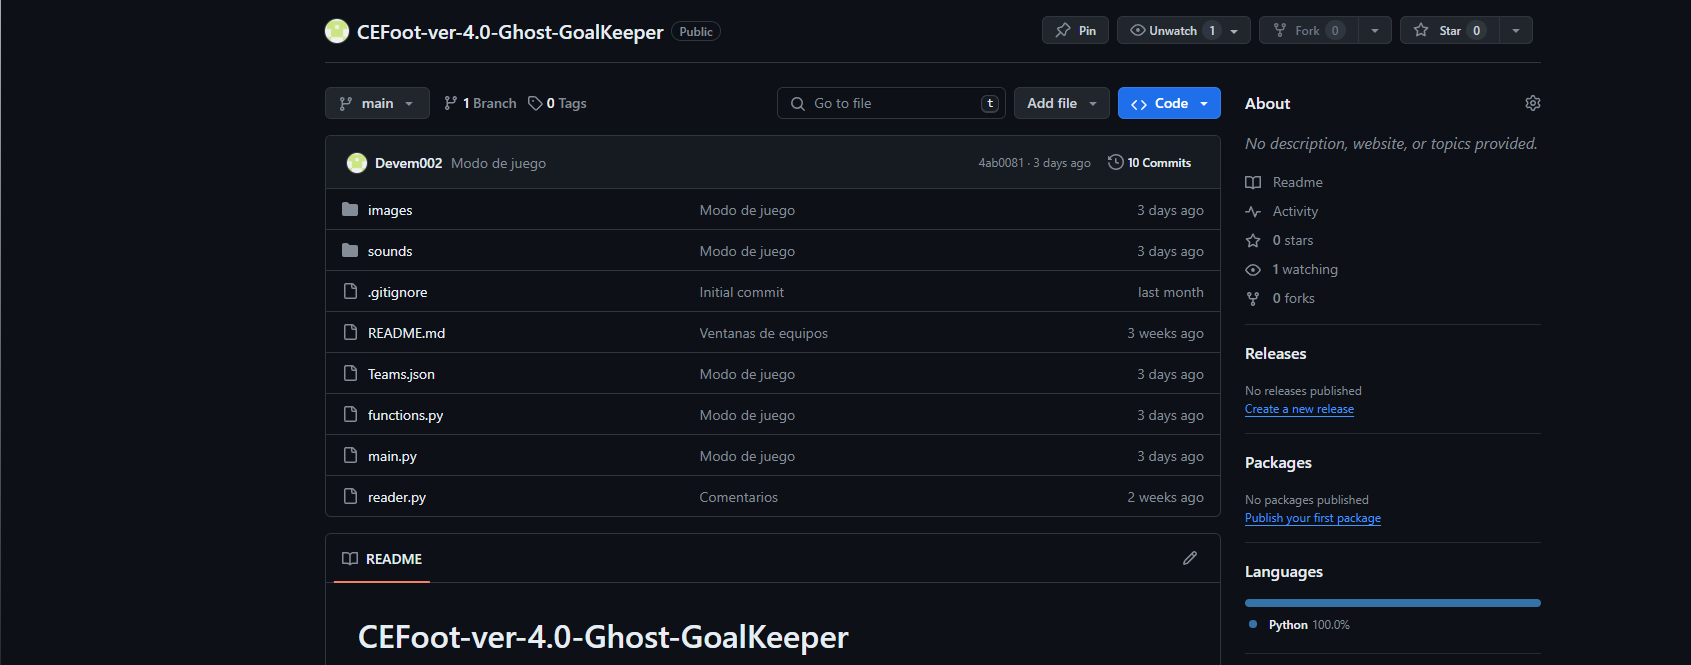 CEFoot-ver-4.0-Ghost-GoalKeeper Public Pin Unwatch 1 Fork 0 Star 0
main 1 Branch 0 Tags Go to file t Add file Code
Devem002 Modo de juego 4ab0081 · 3 days ago 10 Commits
images Modo de juego 3 days ago
sounds Modo de juego 3 days ago
.gitignore Initial commit last month
README.md Ventanas de equipos 3 weeks ago
Teams.json Modo de juego 3 days ago
functions.py Modo de juego 3 days ago
main.py Modo de juego 3 days ago
reader.py Comentarios 2 weeks ago
README
CEFoot-ver-4.0-Ghost-GoalKeeper
About
No description, website, or topics provided.
Readme
Activity
0 stars
1 watching
0 forks
Releases
No releases published
Create a new release
Packages
No packages published
Publish your first package
Languages
Python 100.0%